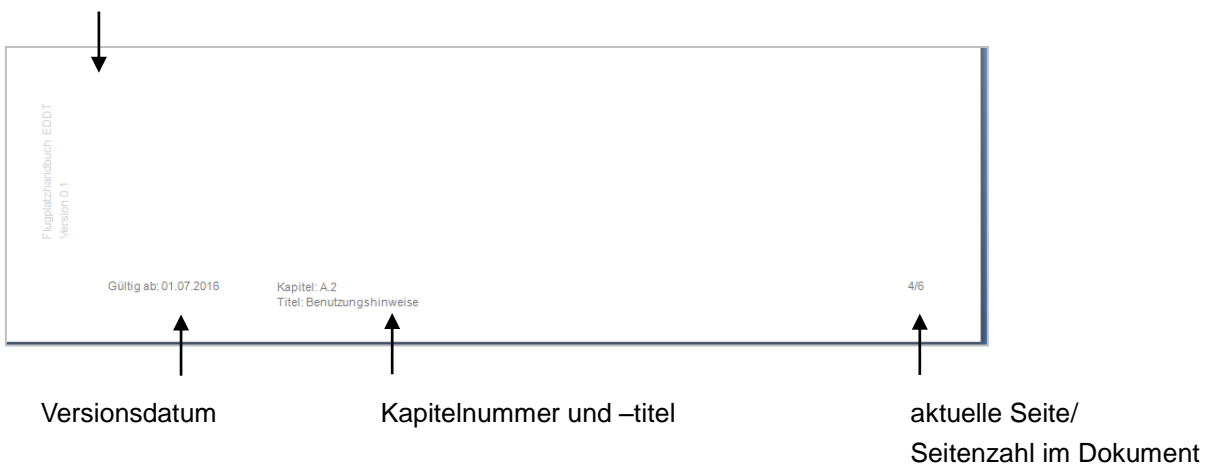 Flugplatzhandbuch EDDT
Version 0.1
Gültig ab: 01.07.2016
Kapitel: A.2
Titel: Benutzungshinweise
4/6
Versionsdatum
Kapitelnummer und –titel
aktuelle Seite/
Seitenzahl im Dokument